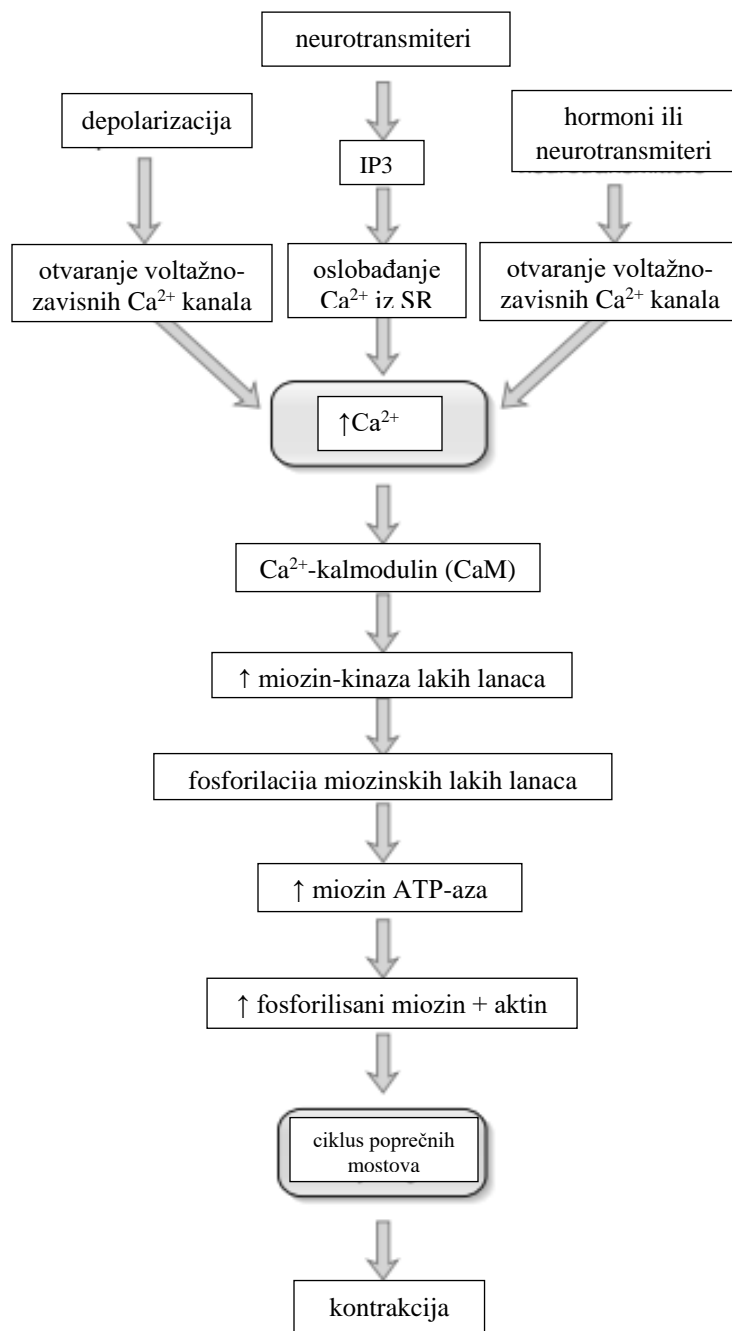 neurotransmiteri
depolarizacija
hormoni ili
neurotransmiteri
IP3
otvaranje voltažno-
zavisnih Ca²⁺ kanala
oslobađanje
Ca²⁺ iz SR
otvaranje voltažno-
zavisnih Ca²⁺ kanala
↑Ca²⁺
Ca²⁺-kalmodulin (CaM)
↑ miozin-kinaza lakih lanaca
fosforilacija miozinskih lakih lanaca
↑ miozin ATP-aza
↑ fosforilisani miozin + aktin
ciklus poprečnih
mostova
kontrakcija